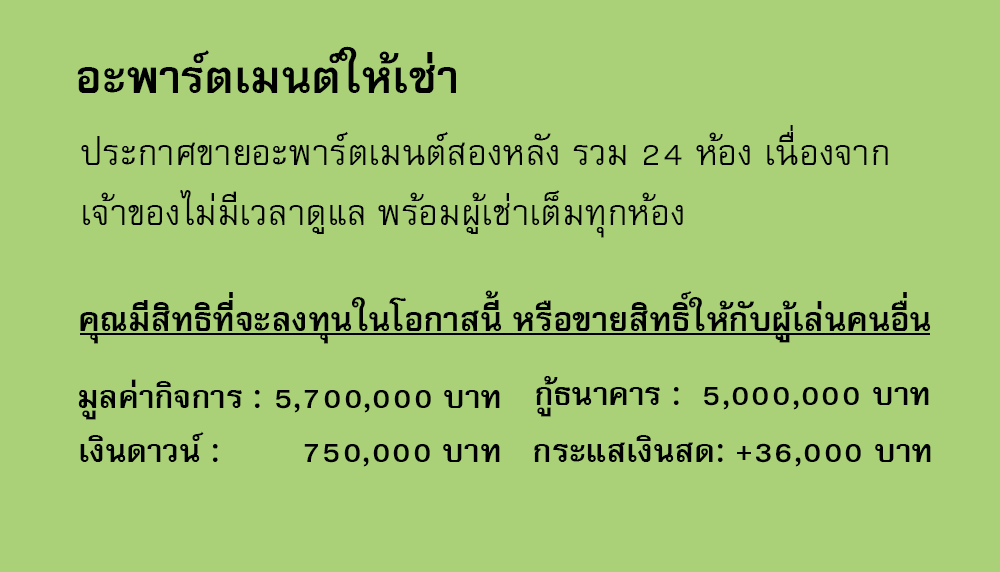 อะพาร์ตเมนต์ให้เช่า
ประกาศขายอะพาร์ตเมนต์สองหลัง รวม 24 ห้อง เนื่องจาก
เจ้าของไม่มีเวลาดูแล พร้อมผู้เช่าเต็มทุกห้อง
คุณมีสิทธิที่จะลงทุนในโอกาสนี้ หรือขายสิทธิ์ให้กับผู้เล่นคนอื่น
มูลค่ากิจการ : 5,700,000 บาท กู้ธนาคาร : 5,000,000 บาท
เงินดาวน์ : 750,000 บาท กระแสเงินสด: +36,000 บาท